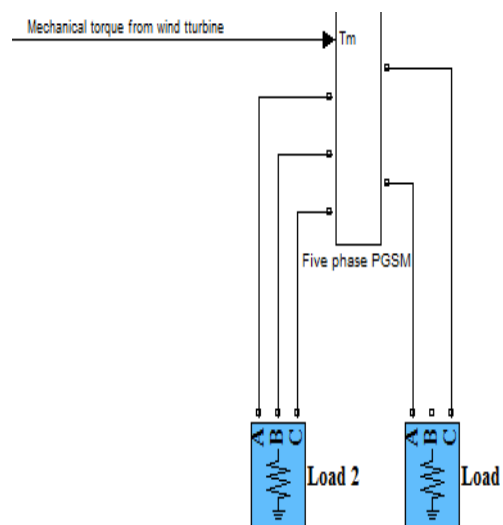 Mechanical torque from wind tturbine
Tm
Five phase PGSM
A B C
Load 2
A B C
Load